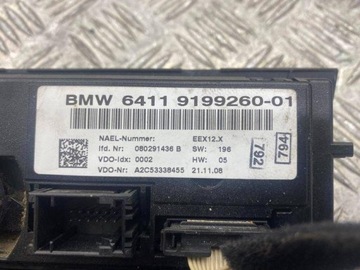 BMW 6411 9199260-01
NAEL-Nummer: EEX12.X
lfd. Nr: 080291436 B SW: 196
VDO-Idx: 0002 HW: 05
VDO-Nr: A2C53338455 21.11.08
792
794